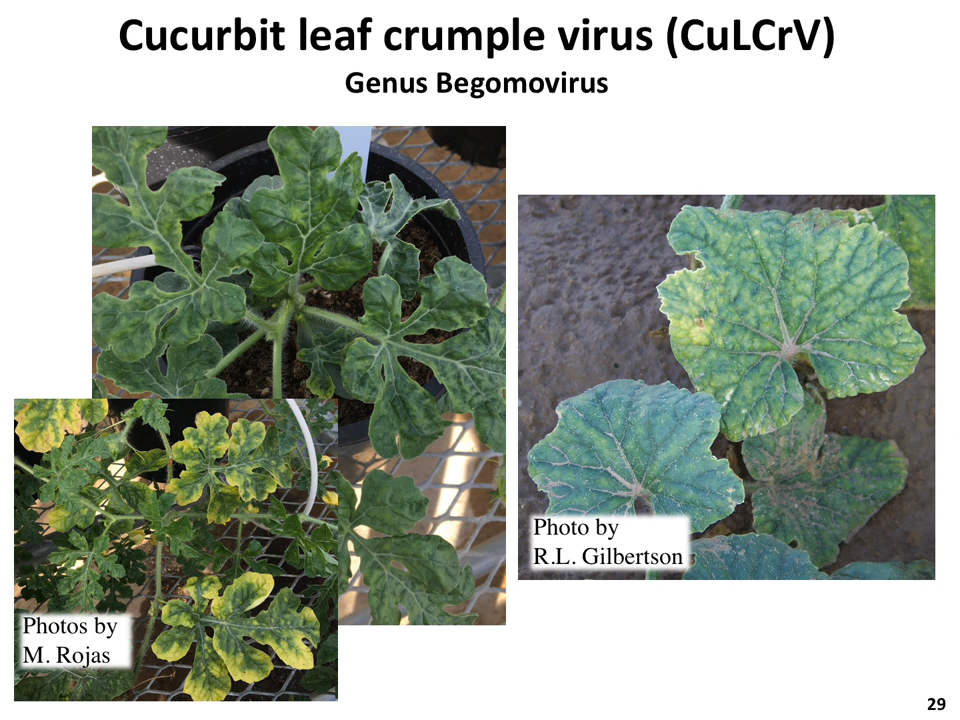 Cucurbit leaf crumple virus (CuLCrV)
Genus Begomovirus
Photo by
R.L. Gilbertson
Photos by
M. Rojas
29